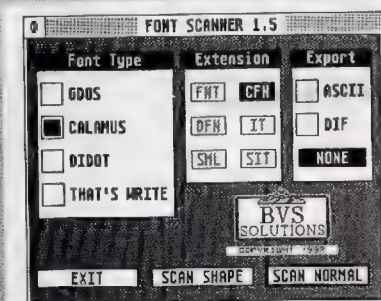 FONT SCANNER 1.5
Font Type
GDOS
CALAMUS
DIDOT
THAT'S WRITE
Extension
FNT CFN
DFN IT
SML SIT
Export
ASCII
DIF
NONE
BVS
SOLUTIONS
EXIT SCAN SHAPE SCAN NORMAL